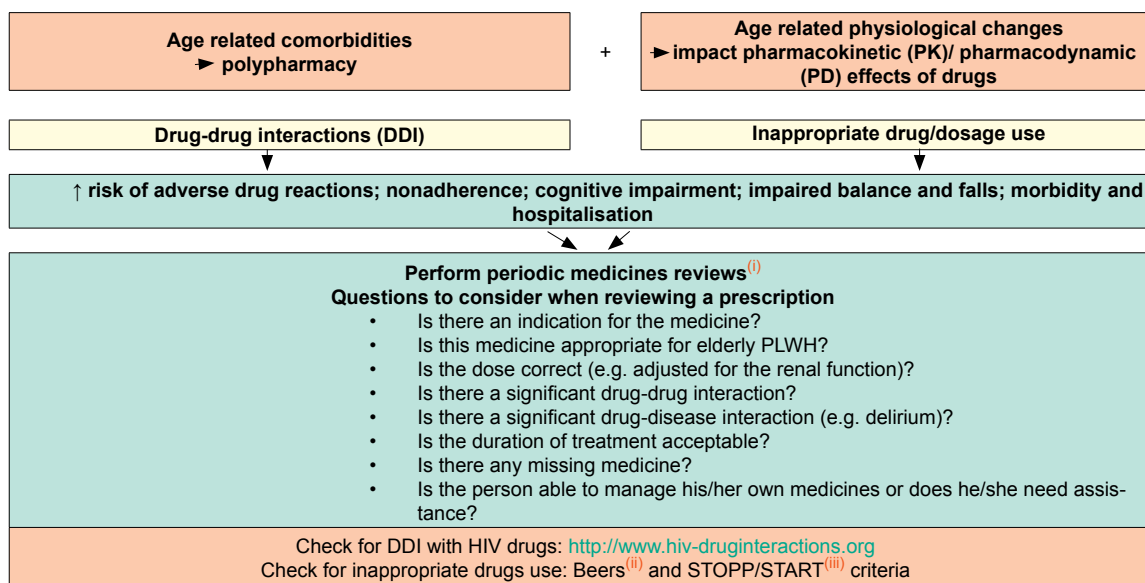 Age related comorbidities
→ polypharmacy
+
Age related physiological changes
→ impact pharmacokinetic (PK)/ pharmacodynamic
(PD) effects of drugs
Drug-drug interactions (DDI)
Inappropriate drug/dosage use
↑ risk of adverse drug reactions; nonadherence; cognitive impairment; impaired balance and falls; morbidity and
hospitalisation
Perform periodic medicines reviews(i)
Questions to consider when reviewing a prescription
• Is there an indication for the medicine?
• Is this medicine appropriate for elderly PLWH?
• Is the dose correct (e.g. adjusted for the renal function)?
• Is there a significant drug-drug interaction?
• Is there a significant drug-disease interaction (e.g. delirium)?
• Is the duration of treatment acceptable?
• Is there any missing medicine?
• Is the person able to manage his/her own medicines or does he/she need assis-
tance?
Check for DDI with HIV drugs: http://www.hiv-druginteractions.org
Check for inappropriate drugs use: Beers(ii) and STOPP/START(iii) criteria